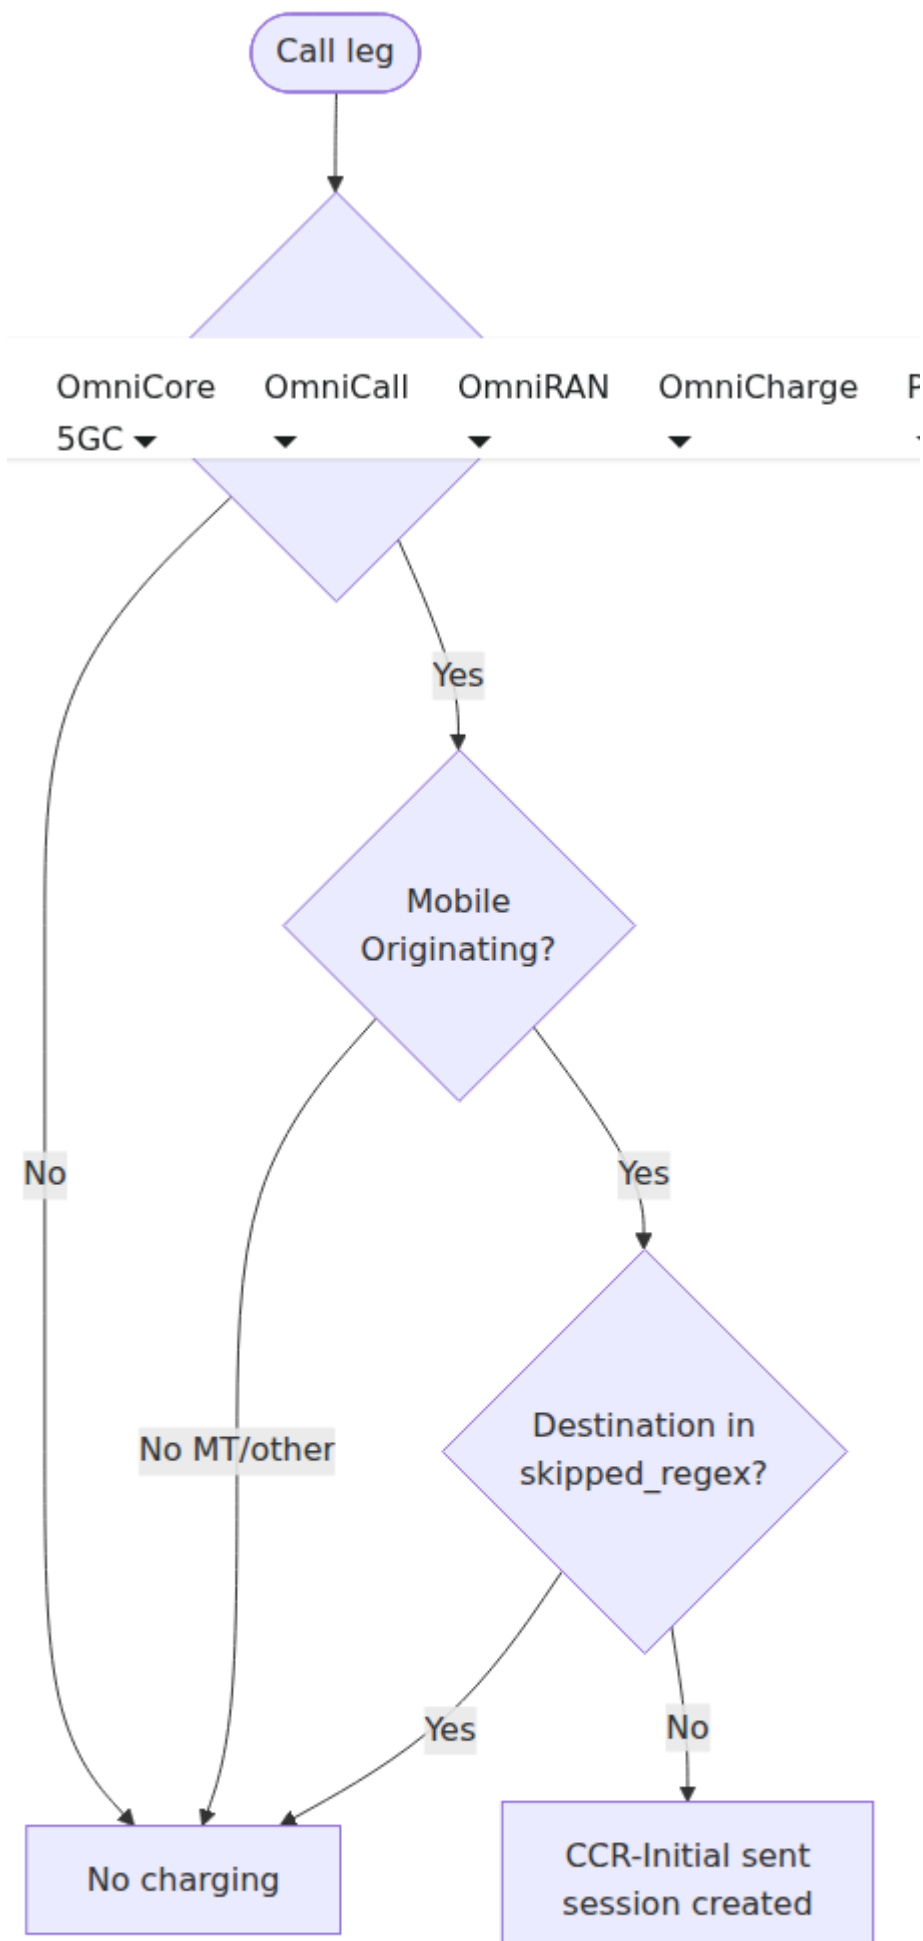 Call leg
OmniCore
5GC
OmniCall
OmniRAN
OmniCharge
Yes
Mobile
Originating?
No
Yes
No MT/other
Destination in
skipped_regex?
Yes
No
No charging
CCR-Initial sent
session created